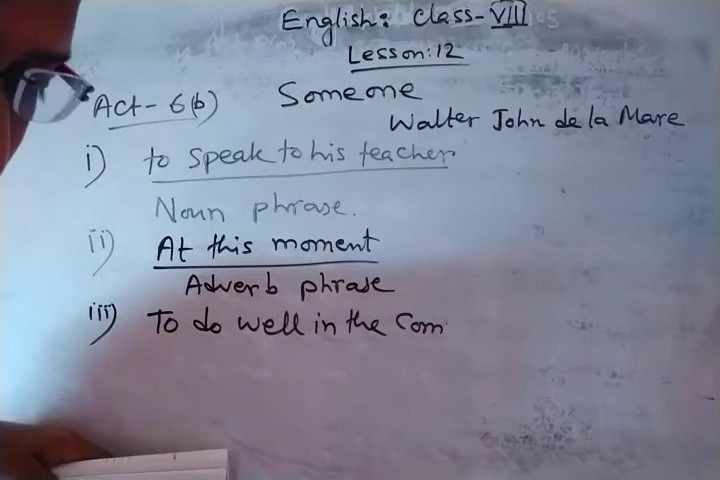 English: Class-VIII
Lesson:12
Act-6(b) Someone
Walter John de la Mare
i) to speak to his teacher.
Noun phrase.
ii) At this moment
Adverb phrase
iii) To do well in the Com